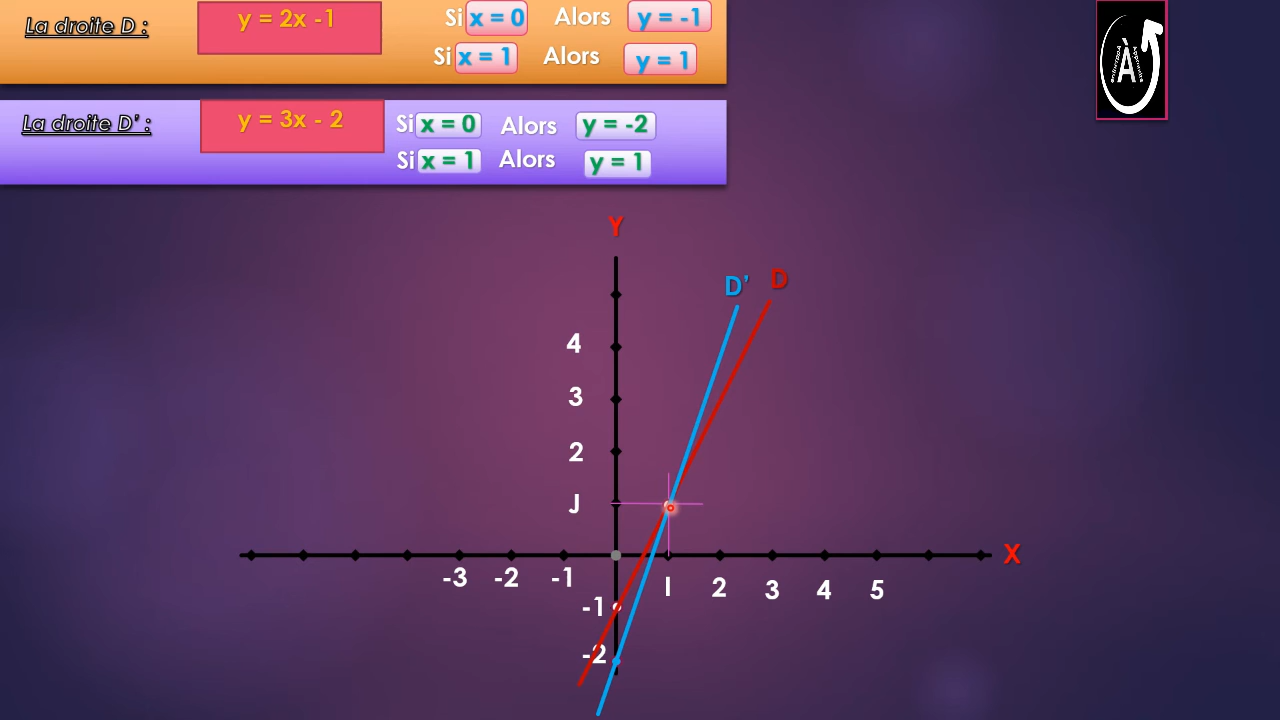 La droite D :
y = 2x -1
Si x = 0 Alors y = -1
Si x = 1 Alors y = 1
La droite D' :
y = 3x - 2
Si x = 0 Alors y = -2
Si x = 1 Alors y = 1
À
Y
D' D
4
3
2
J
X
-3 -2 -1 I 2 3 4 5
-1
-2